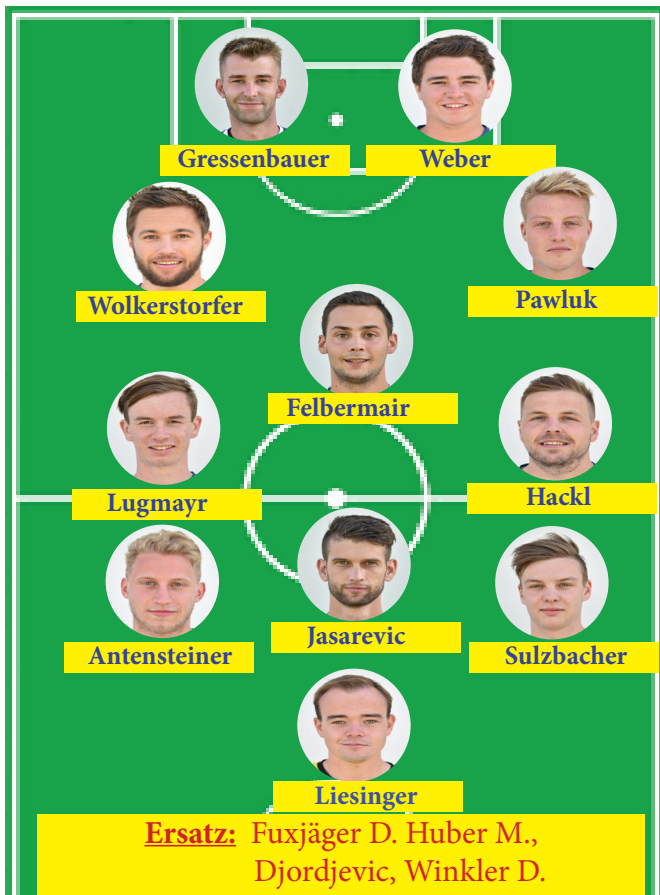 Gressenbauer
Weber
Wolkerstorfer
Pawluk
Felbermair
Lugmayr
Hackl
Antensteiner
Jasarevic
Sulzbacher
Liesinger
Ersatz: Fuxjäger D. Huber M.,
Djordjevic, Winkler D.